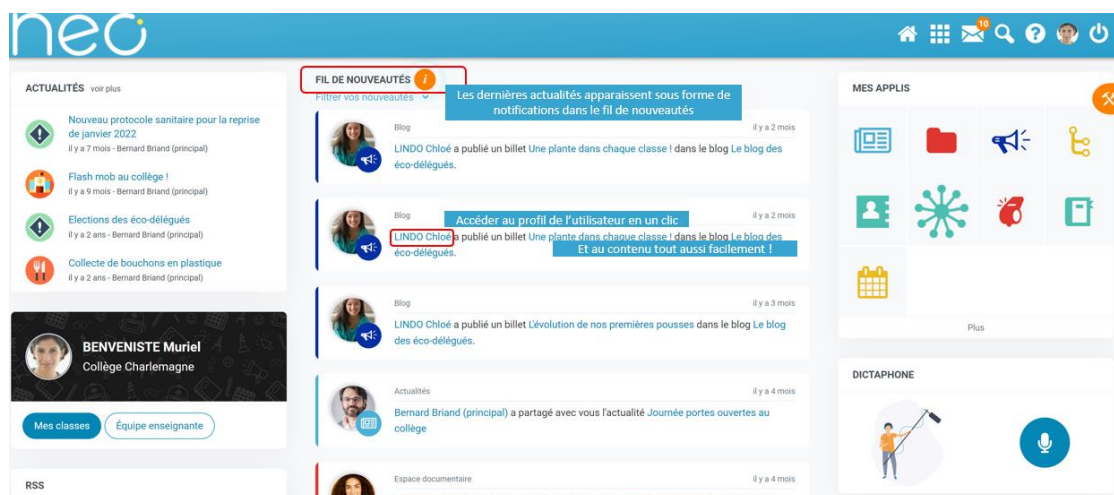 neo
10
ACTUALITÉS voir plus
Nouveau protocole sanitaire pour la reprise
de janvier 2022
il y a 7 mois - Bernard Briand (principal)
Flash mob au collège !
il y a 9 mois - Bernard Briand (principal)
Elections des éco-délégués
il y a 2 ans - Bernard Briand (principal)
Collecte de bouchons en plastique
il y a 2 ans - Bernard Briand (principal)
BENVENISTE Muriel
Collège Charlemagne
Mes classes
Équipe enseignante
RSS
FIL DE NOUVEAUTÉS i
Filtrer vos nouveautés
Les dernières actualités apparaissent sous forme de
notifications dans le fil de nouveautés
Blog
il y a 2 mois
LINDO Chloé a publié un billet Une plante dans chaque classe ! dans le blog Le blog des
éco-délégués.
Blog
il y a 2 mois
Accéder au profil de l'utilisateur en un clic
LINDO Chloé a publié un billet Une plante dans chaque classe ! dans le blog Le blog des
éco-délégués.
Et au contenu tout aussi facilement !
Blog
il y a 3 mois
LINDO Chloé a publié un billet L'évolution de nos premières pousses dans le blog Le blog
des éco-délégués.
Actualités
il y a 4 mois
Bernard Briand (principal) a partagé avec vous l'actualité Journée portes ouvertes au
collège
Espace documentaire
il y a 4 mois
MES APPLIS
Plus
DICTAPHONE